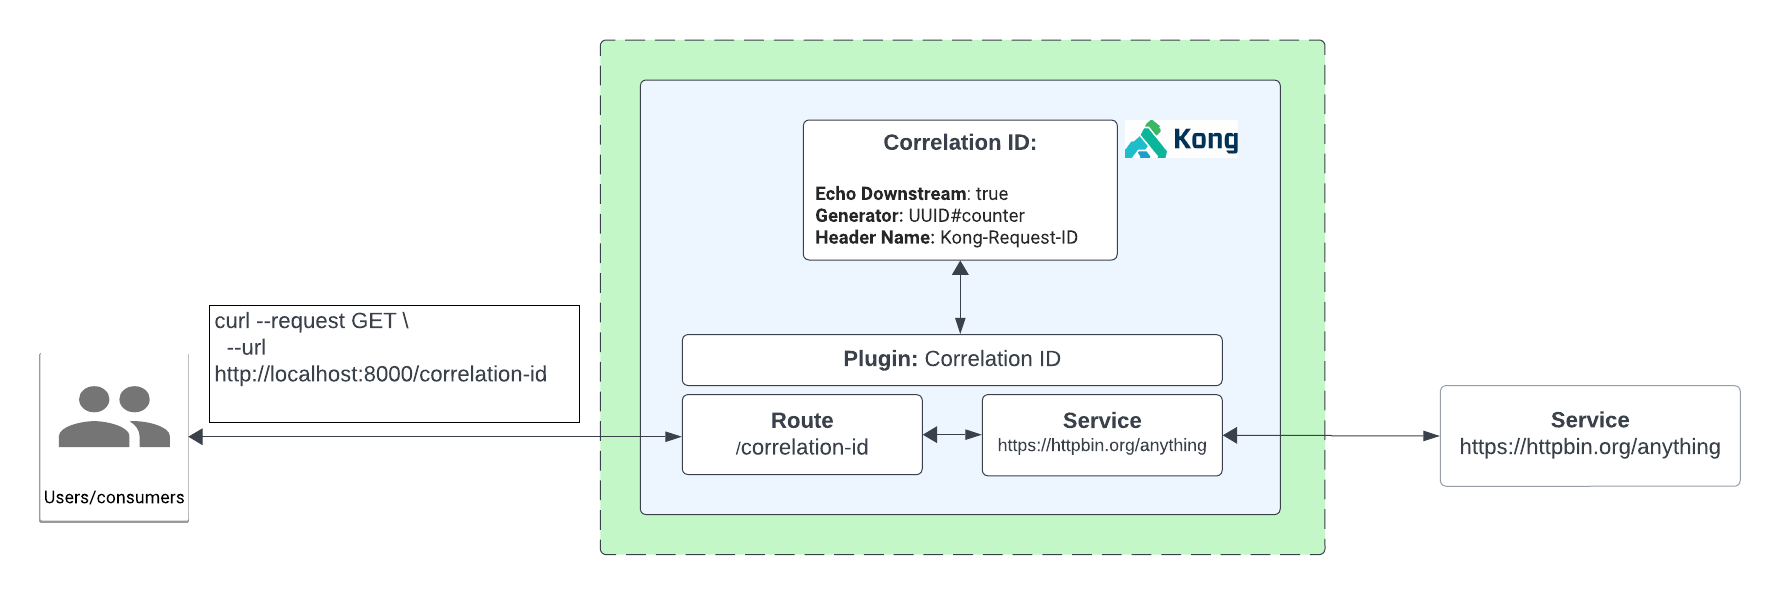 Correlation ID:
Kong
Echo Downstream: true
Generator: UUID#counter
Header Name: Kong-Request-ID
curl --request GET \
--url
http://localhost:8000/correlation-id
Plugin: Correlation ID
Users/consumers
Route
/correlation-id
Service
https://httpbin.org/anything
Service
https://httpbin.org/anything